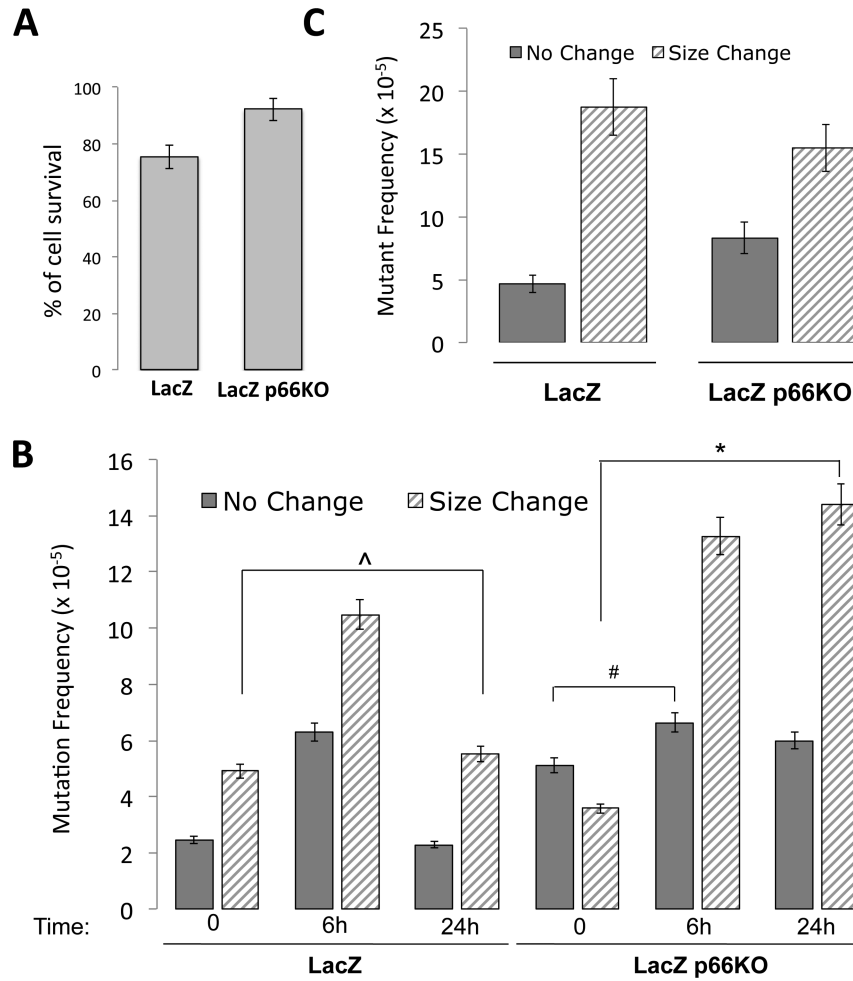 A
% of cell survival
100
80
60
40
20
0
LacZ LacZ p66KO
C
Mutant Frequency (x 10-5)
25
20
15
10
5
0
No Change Size Change
LacZ LacZ p66KO
B
Mutation Frequency (x 10-5)
16
14
12
10
8
6
4
2
0
No Change Size Change
^
#
*
Time: 0 6h 24h 0 6h 24h
LacZ LacZ p66KO